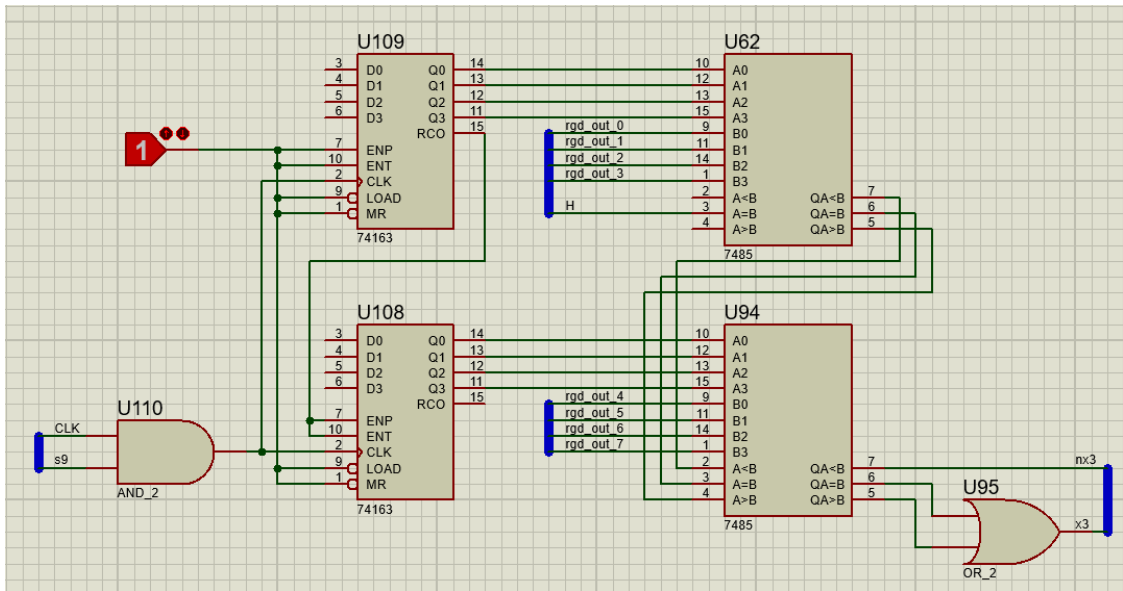 U109
3 D0 Q0 14
4 D1 Q1 13
5 D2 Q2 12
6 D3 Q3 11
RCO 15
7 ENP
10 ENT
2 CLK
9 LOAD
1 MR
74163
1
U62
10 A0
12 A1
13 A2
15 A3
rgd_out_0 9 B0
rgd_out_1 11 B1
rgd_out_2 14 B2
rgd_out_3 1 B3
2 A<B QA<B 7
H 3 A=B QA=B 6
4 A>B QA>B 5
7485
U108
3 D0 Q0 14
4 D1 Q1 13
5 D2 Q2 12
6 D3 Q3 11
RCO 15
7 ENP
10 ENT
2 CLK
9 LOAD
1 MR
74163
U94
10 A0
12 A1
13 A2
15 A3
rgd_out_4 9 B0
rgd_out_5 11 B1
rgd_out_6 14 B2
rgd_out_7 1 B3
2 A<B QA<B 7
3 A=B QA=B 6
4 A>B QA>B 5
7485
U110
CLK
s9
AND_2
nx3
U95
x3
OR_2